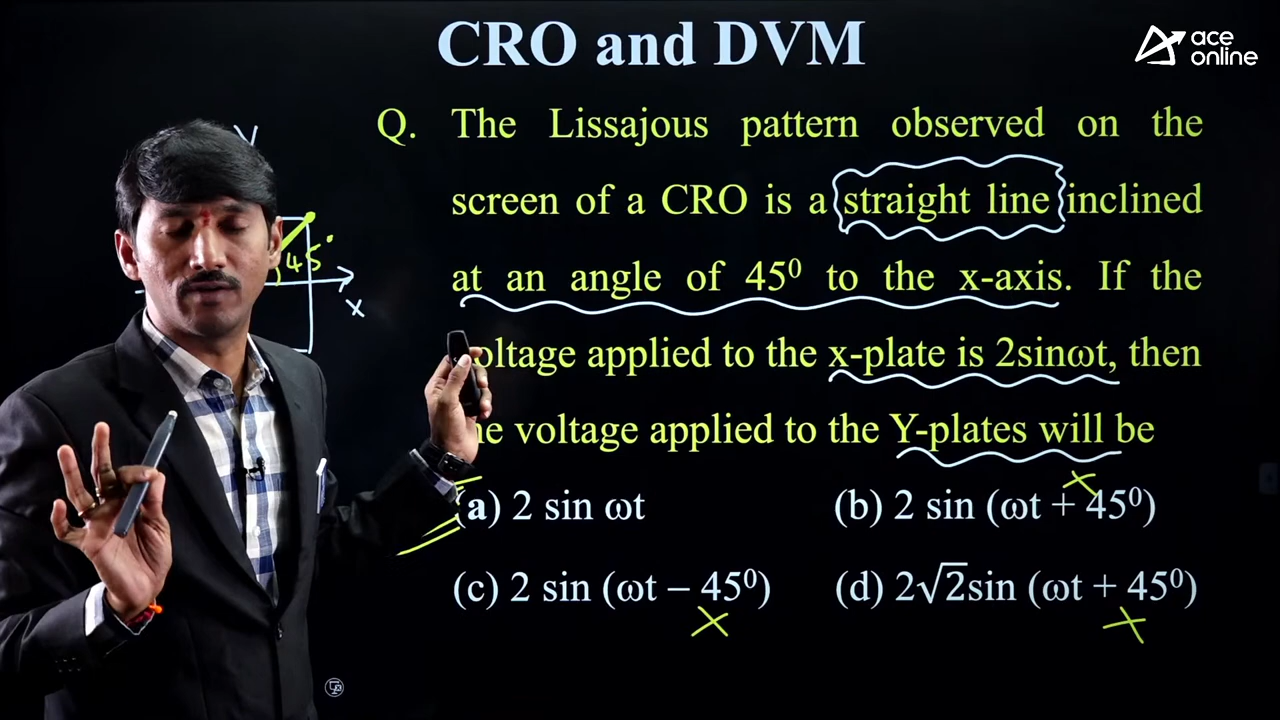 CRO and DVM
ace
online
Y
45°
x
Q. The Lissajous pattern observed on the
screen of a CRO is a straight line inclined
at an angle of 45⁰ to the x-axis. If the
oltage applied to the x-plate is 2sinωt, then
e voltage applied to the Y-plates will be
(a) 2 sin ωt (b) 2 sin (ωt + 45⁰)
(c) 2 sin (ωt – 45⁰) (d) 2√2sin (ωt + 45⁰)